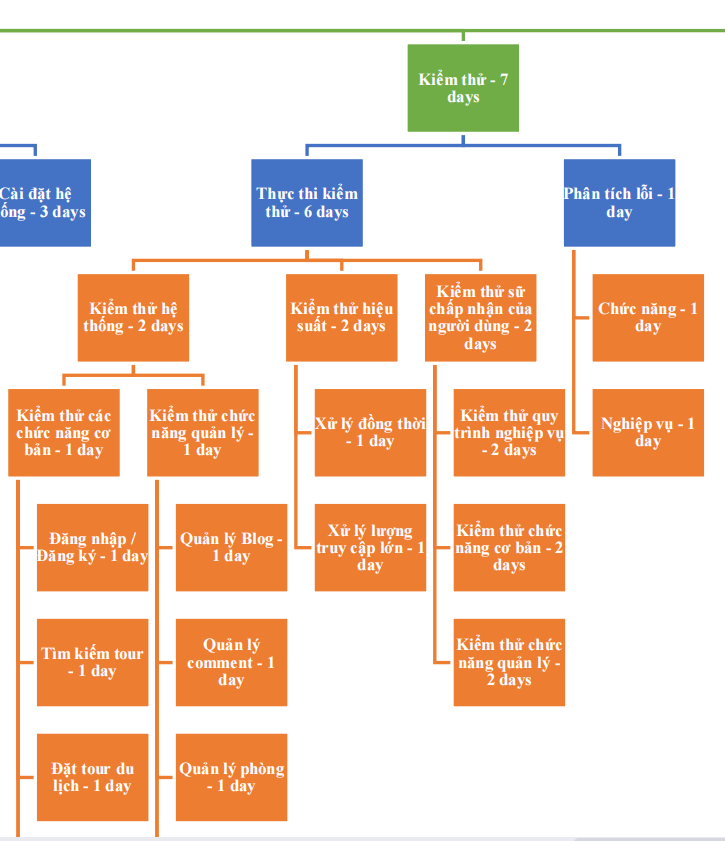 Kiểm thử - 7
days
Cài đặt hệ
ống - 3 days
Thực thi kiểm
thử - 6 days
Phân tích lỗi - 1
day
Kiểm thử hệ
thống - 2 days
Kiểm thử hiệu
suất - 2 days
Kiểm thử sữ
chấp nhận của
người dùng - 2
days
Chức năng - 1
day
Kiểm thử các
chức năng cơ
bản - 1 day
Kiểm thử chức
năng quản lý -
1 day
Xử lý đồng thời
- 1 day
Kiểm thử quy
trình nghiệp vụ
- 2 days
Nghiệp vụ - 1
day
Đăng nhập /
Đăng ký - 1 day
Quản lý Blog -
1 day
Xử lý lượng
truy cập lớn - 1
day
Kiểm thử chức
năng cơ bản - 2
days
Tìm kiếm tour
- 1 day
Quản lý
comment - 1
day
Kiểm thử chức
năng quản lý -
2 days
Đặt tour du
lịch - 1 day
Quản lý phòng
- 1 day